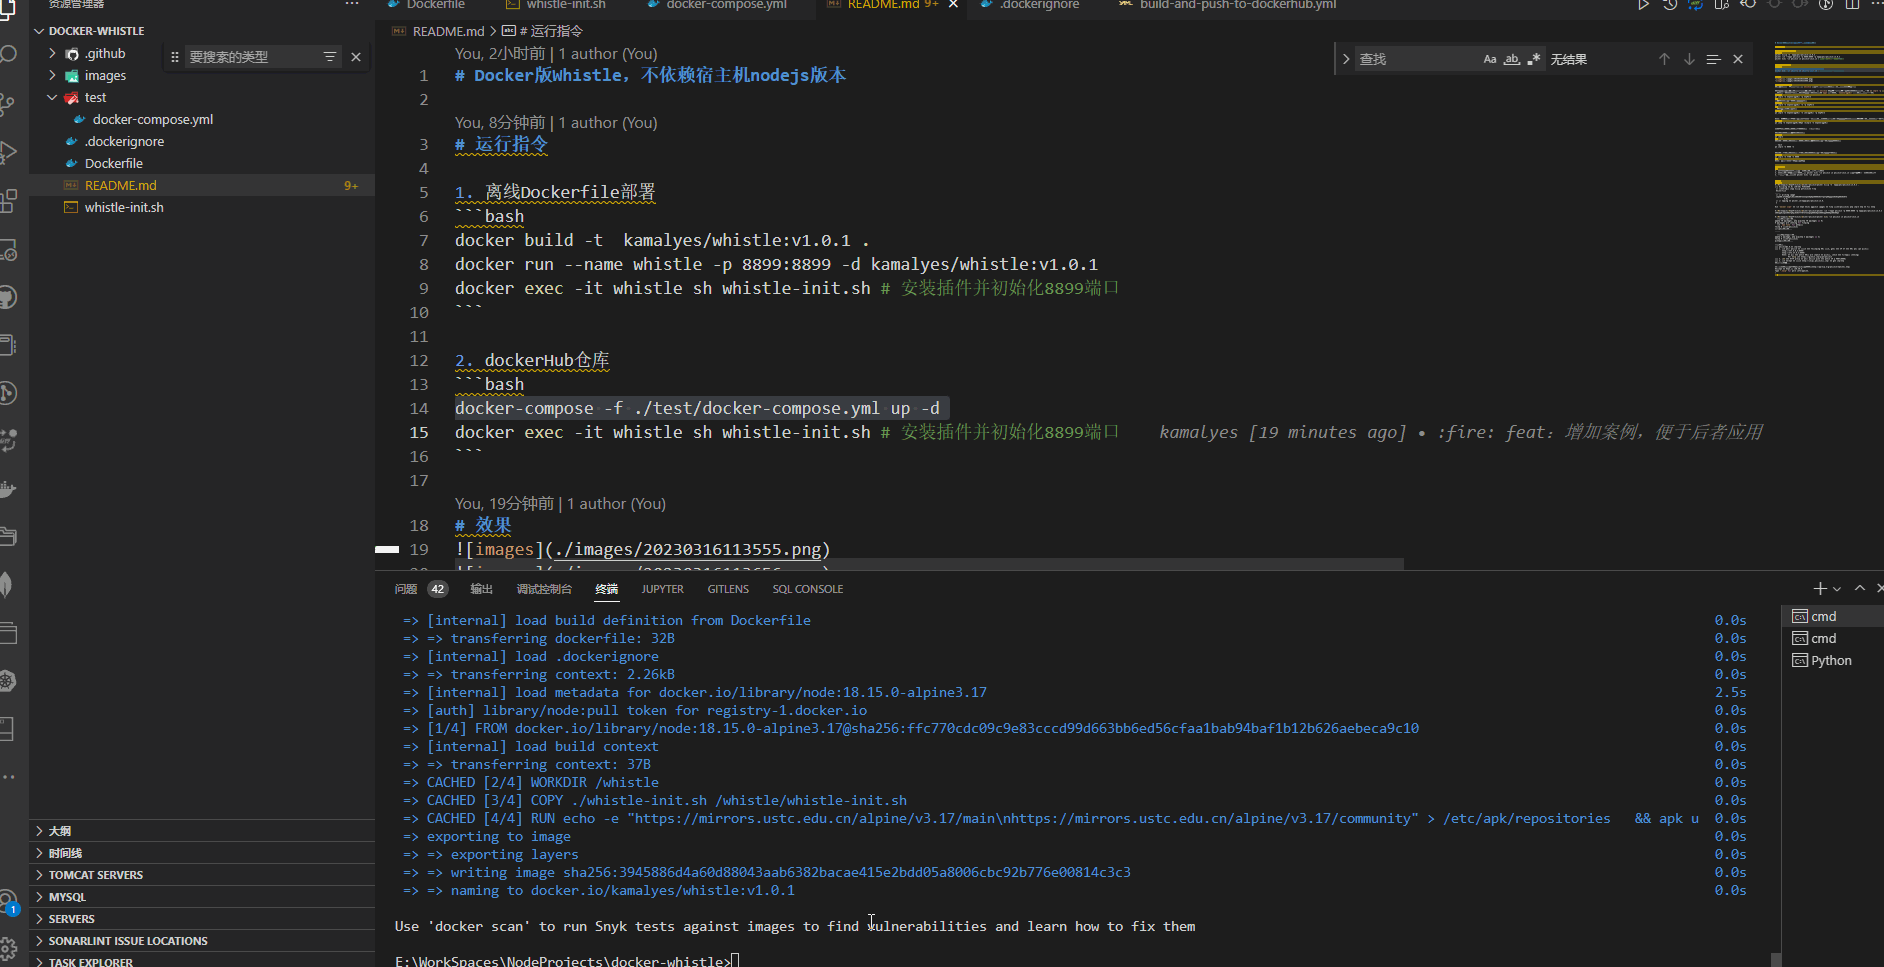 资源管理器
Dockerfile
whistle-init.sh
docker-compose.yml
README.md 9+
.dockerignore
build-and-push-to-dockerhub.yml
DOCKER-WHISTLE
.github
images
test
docker-compose.yml
.dockerignore
Dockerfile
README.md 9+
whistle-init.sh
要搜索的类型
README.md > # 运行指令
查找
Aa ab. .* 无结果
You, 2小时前 | 1 author (You)
1 # Docker版Whistle，不依赖宿主机nodejs版本
2
You, 8分钟前 | 1 author (You)
3 # 运行指令
4
5 1. 离线Dockerfile部署
6 ```bash
7 docker build -t  kamalyes/whistle:v1.0.1 .
8 docker run --name whistle -p 8899:8899 -d kamalyes/whistle:v1.0.1
9 docker exec -it whistle sh whistle-init.sh # 安装插件并初始化8899端口
10 ```
11
12 2. dockerHub仓库
13 ```bash
14 docker-compose -f ./test/docker-compose.yml up -d
15 docker exec -it whistle sh whistle-init.sh # 安装插件并初始化8899端口 kamalyes [19 minutes ago] • :fire: feat: 增加案例，便于后者应用
16 ```
17
You, 19分钟前 | 1 author (You)
18 # 效果
19 ![images](./images/20230316113555.png)
大纲
时间线
TOMCAT SERVERS
MYSQL
SERVERS
SONARLINT ISSUE LOCATIONS
TASK EXPLORER
1
问题 42 输出 调试控制台 终端 JUPYTER GITLENS SQL CONSOLE
=> [internal] load build definition from Dockerfile 0.0s
=> => transferring dockerfile: 32B 0.0s
=> [internal] load .dockerignore 0.0s
=> => transferring context: 2.26kB 0.0s
=> [internal] load metadata for docker.io/library/node:18.15.0-alpine3.17 2.5s
=> [auth] library/node:pull token for registry-1.docker.io 0.0s
=> [1/4] FROM docker.io/library/node:18.15.0-alpine3.17@sha256:ffc770cdc09c9e83cccd99d663bb6ed56cfaa1bab94baf1b12b626aebeca9c10 0.0s
=> [internal] load build context 0.0s
=> => transferring context: 37B 0.0s
=> CACHED [2/4] WORKDIR /whistle 0.0s
=> CACHED [3/4] COPY ./whistle-init.sh /whistle/whistle-init.sh 0.0s
=> CACHED [4/4] RUN echo -e "https://mirrors.ustc.edu.cn/alpine/v3.17/main\nhttps://mirrors.ustc.edu.cn/alpine/v3.17/community" > /etc/apk/repositories   && apk u 0.0s
=> exporting to image 0.0s
=> => exporting layers 0.0s
=> => writing image sha256:3945886d4a60d88043aab6382bacae415e2bdd05a8006cbc92b776e00814c3c3 0.0s
=> => naming to docker.io/kamalyes/whistle:v1.0.1 0.0s
Use 'docker scan' to run Snyk tests against images to find vulnerabilities and learn how to fix them
E:\WorkSpaces\NodeProjects\docker-whistle>
cmd
cmd
Python